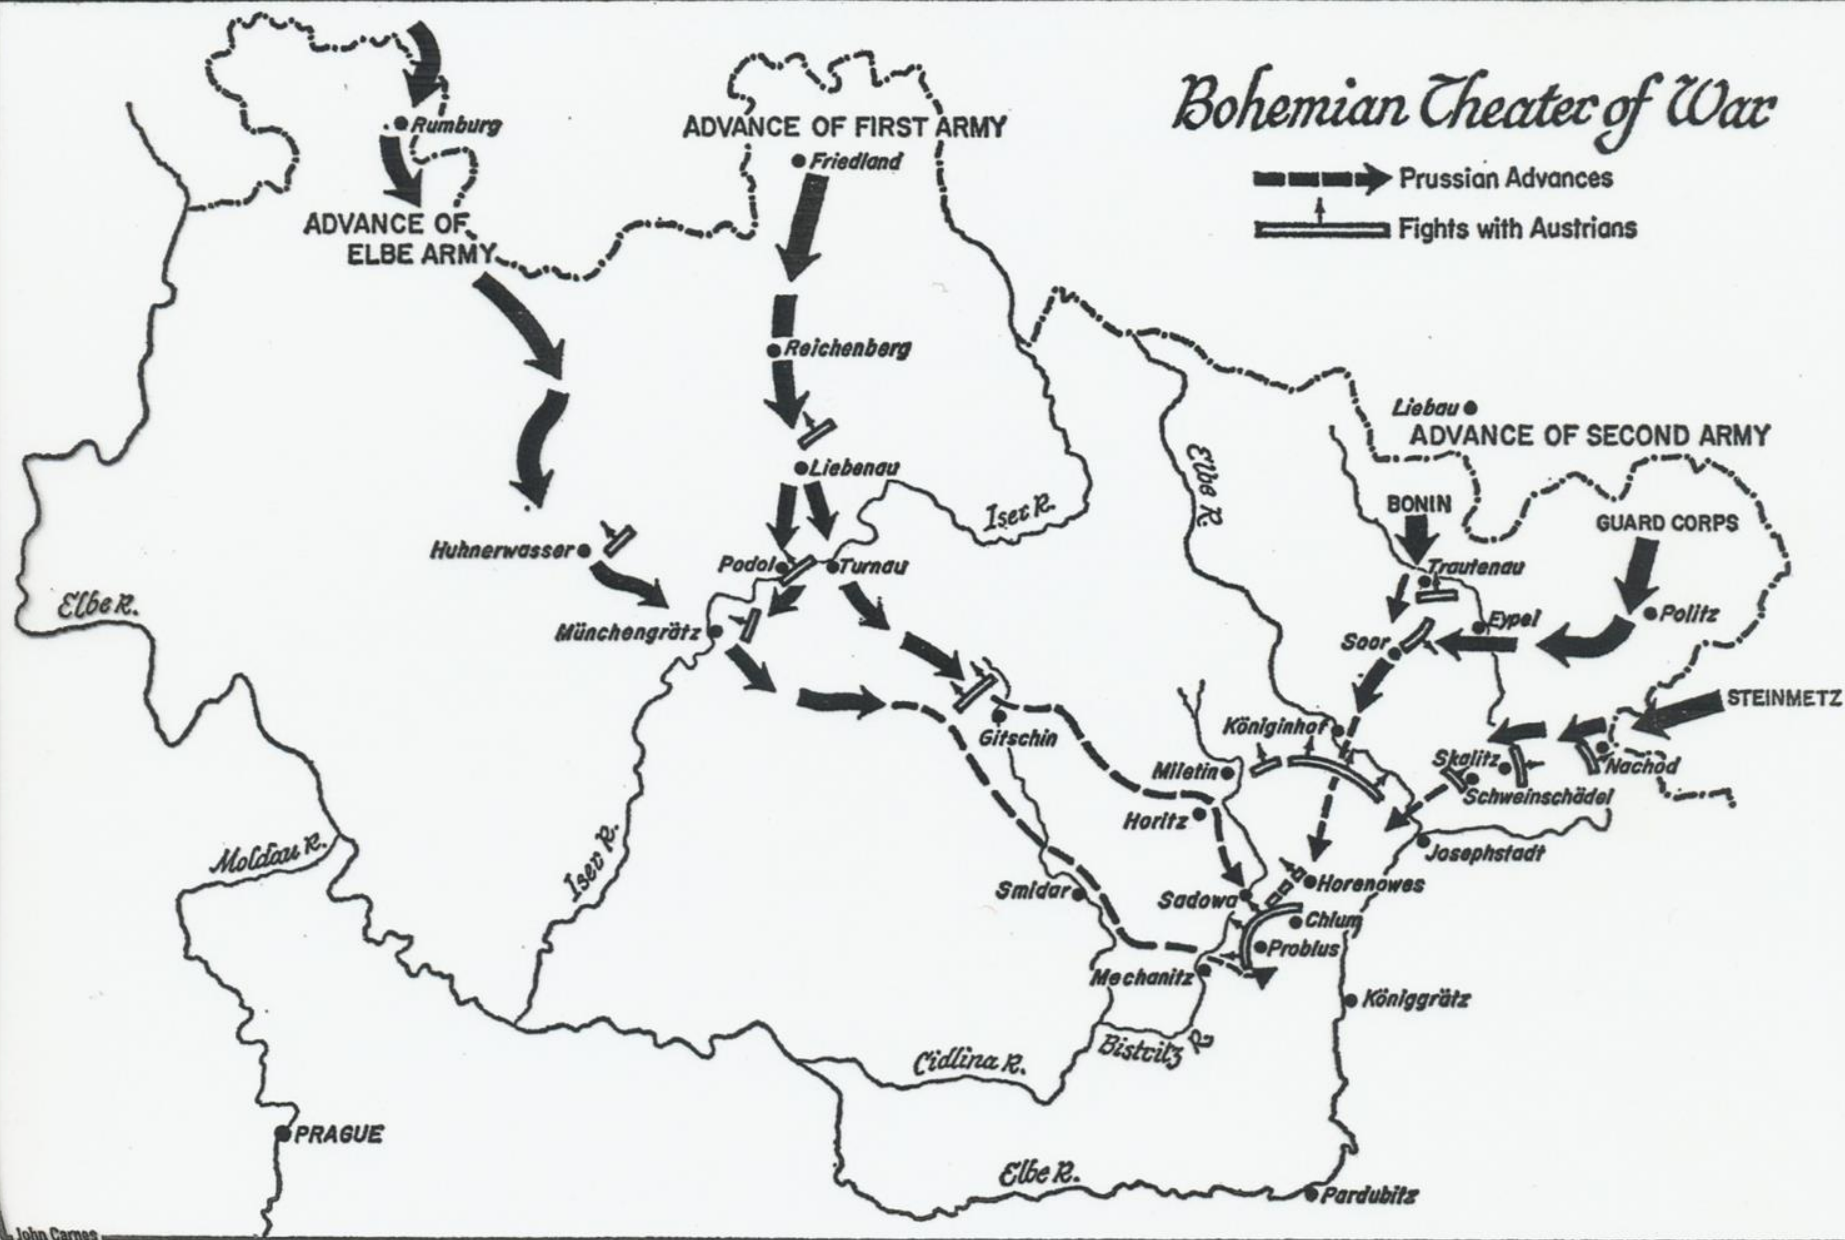 Bohemian Theater of War
Prussian Advances
Fights with Austrians
Rumburg
ADVANCE OF
ELBE ARMY
ADVANCE OF FIRST ARMY
Friedland
Reichenberg
Liebenau
Iser R.
Elbe R.
Liebau
ADVANCE OF SECOND ARMY
BONIN
GUARD CORPS
Trautenau
Politz
Eypel
Soor
STEINMETZ
Huhnerwasser
Podol
Turnau
Münchengrätz
Elbe R.
Gitschin
Königinhof
Miletin
Skalitz
Nachod
Schweinschädel
Horitz
Josephstadt
Moldau R.
Iser R.
Smidar
Sadowa
Horenowes
Chlum
Problus
Mechanitz
Königgrätz
Bistritz R.
Cidlina R.
PRAGUE
Elbe R.
Pardubitz
John Carnes